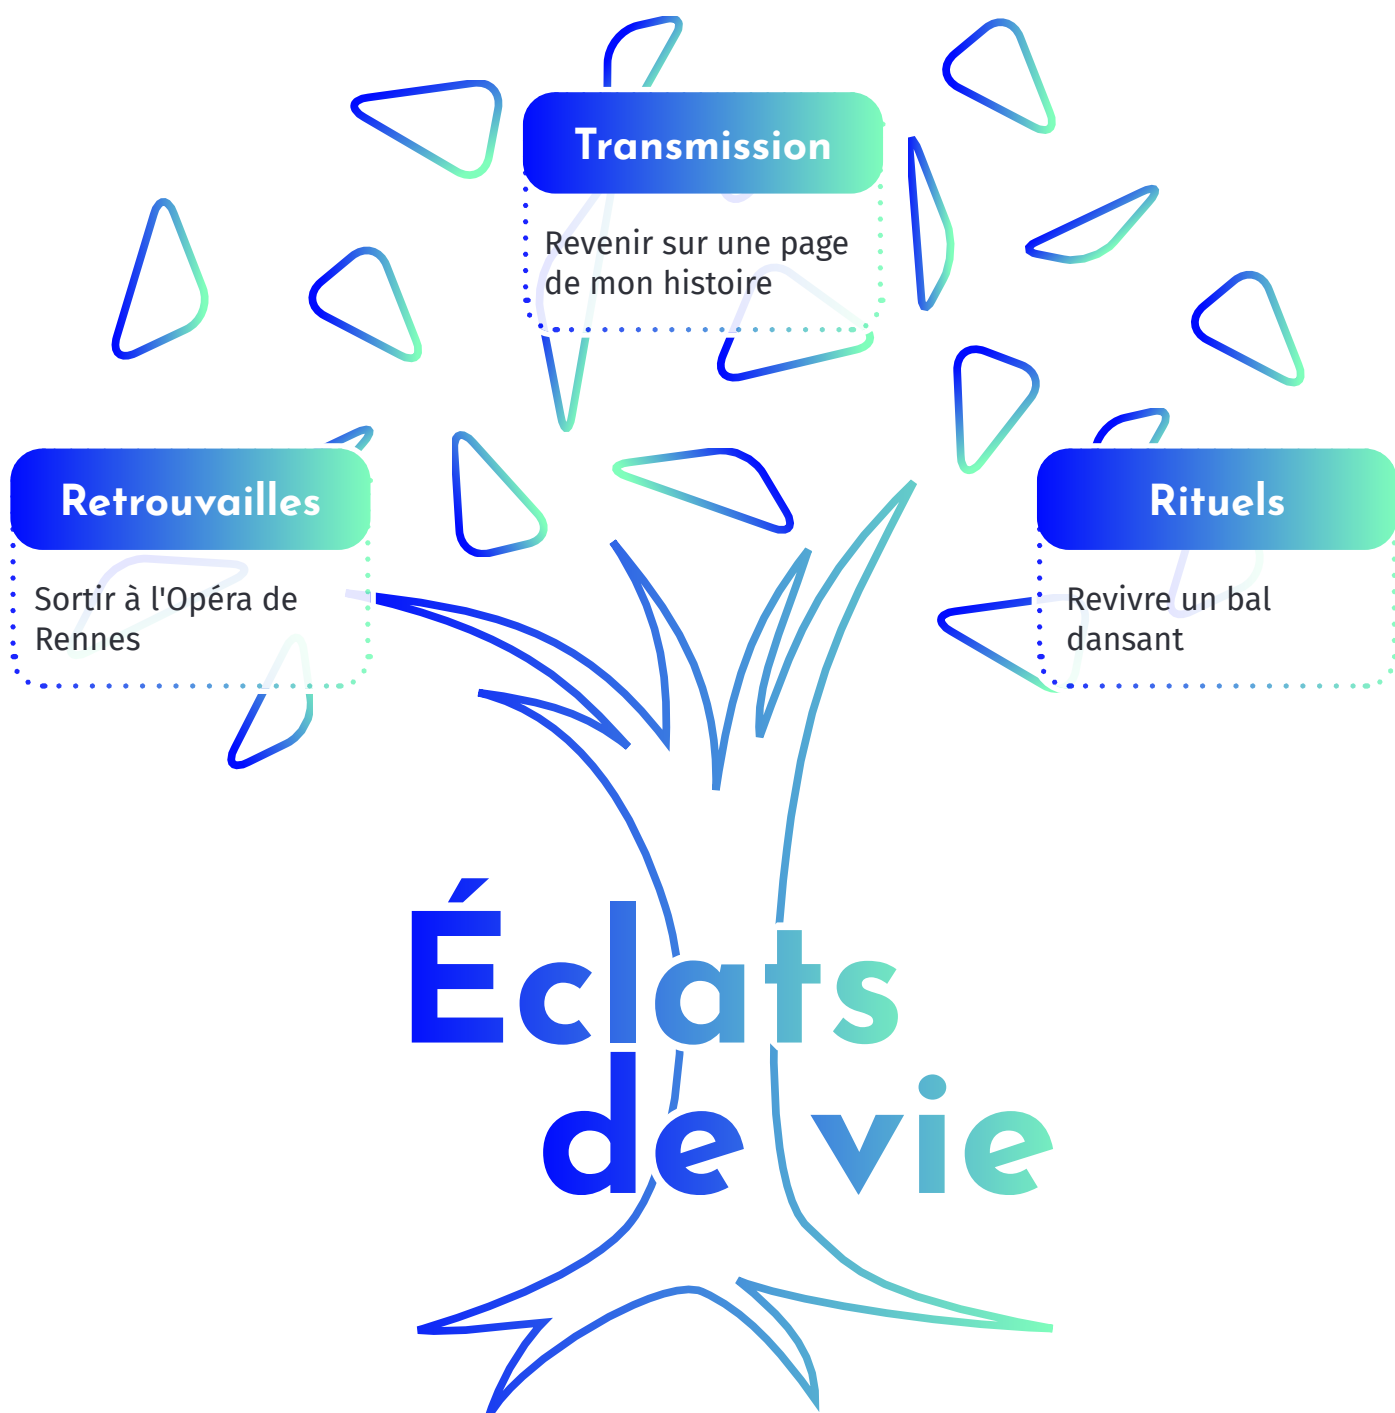 Transmission
Revenir sur une page
de mon histoire
Retrouvailles
Sortir à l'Opéra de
Rennes
Rituels
Revivre un bal
dansant
Éclats
de vie